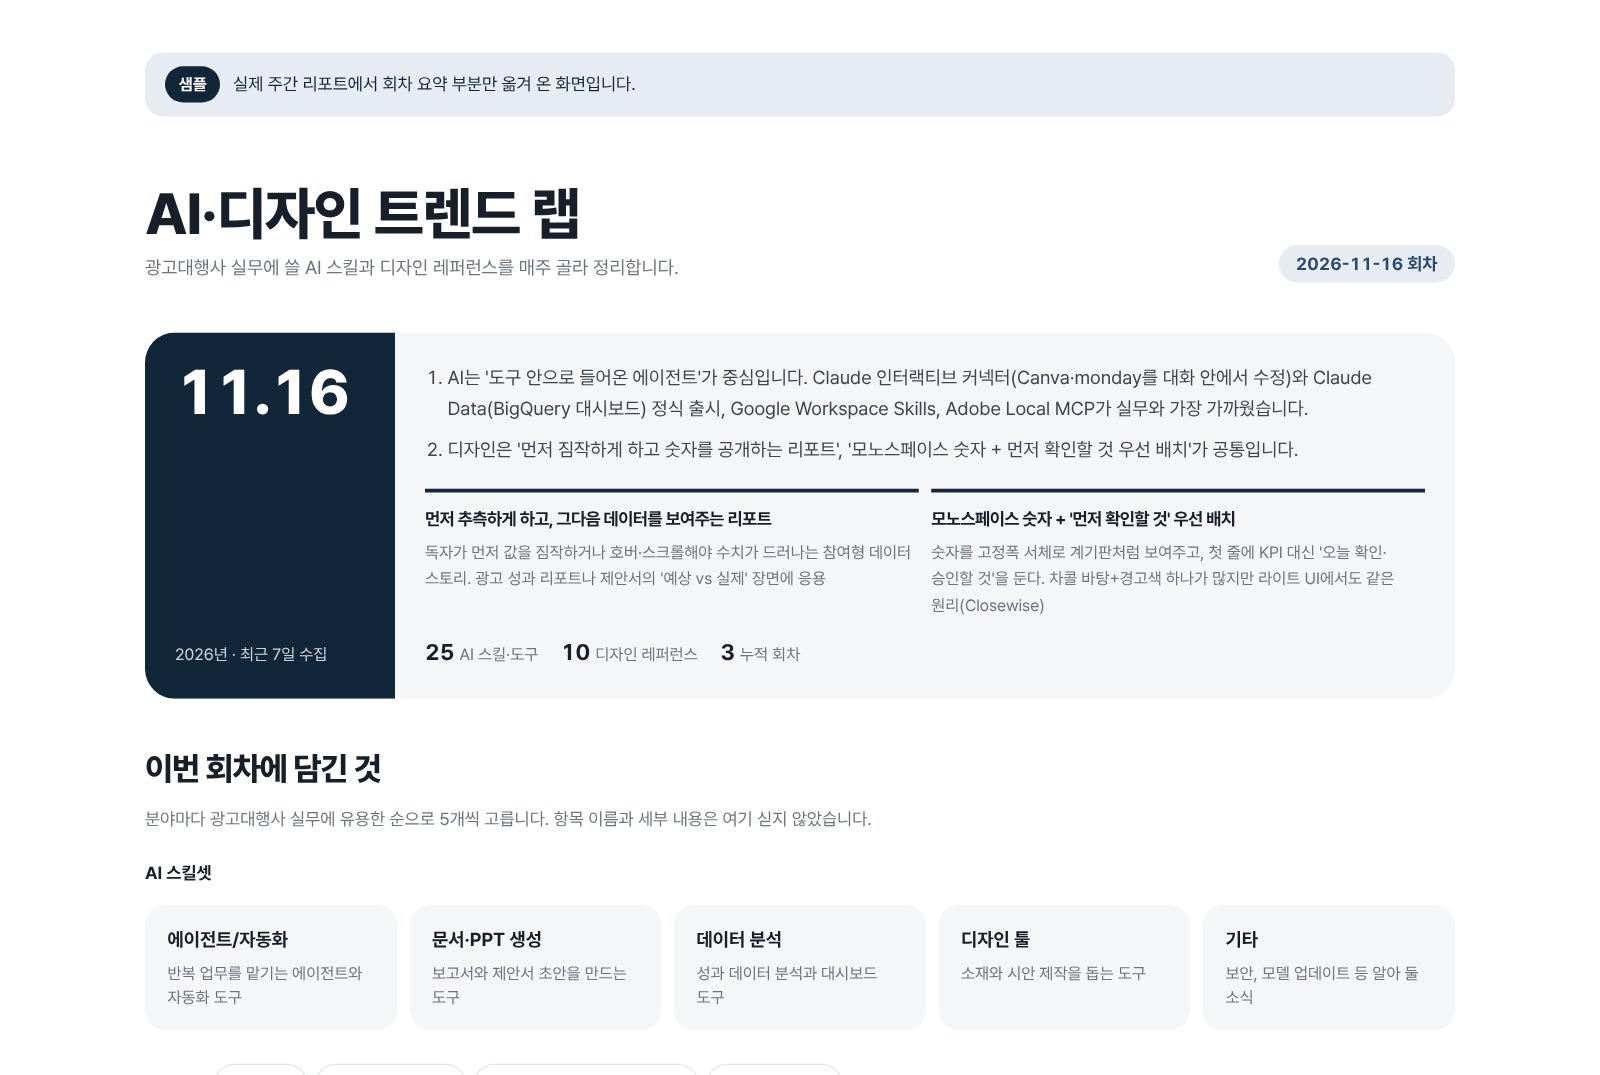 샘플 실제 주간 리포트에서 회차 요약 부분만 옮겨 온 화면입니다.
AI·디자인 트렌드 랩
광고대행사 실무에 쓸 AI 스킬과 디자인 레퍼런스를 매주 골라 정리합니다.
2026-11-16 회차
11.16
2026년 · 최근 7일 수집
1. AI는 '도구 안으로 들어온 에이전트'가 중심입니다. Claude 인터랙티브 커넥터(Canva·monday를 대화 안에서 수정)와 Claude
Data(BigQuery 대시보드) 정식 출시, Google Workspace Skills, Adobe Local MCP가 실무와 가장 가까웠습니다.
2. 디자인은 '먼저 짐작하게 하고 숫자를 공개하는 리포트', '모노스페이스 숫자 + 먼저 확인할 것 우선 배치'가 공통입니다.
먼저 추측하게 하고, 그다음 데이터를 보여주는 리포트
독자가 먼저 값을 짐작하거나 호버·스크롤해야 수치가 드러나는 참여형 데이터
스토리. 광고 성과 리포트나 제안서의 '예상 vs 실제' 장면에 응용
모노스페이스 숫자 + '먼저 확인할 것' 우선 배치
숫자를 고정폭 서체로 계기판처럼 보여주고, 첫 줄에 KPI 대신 '오늘 확인·
승인할 것'을 둔다. 차콜 바탕+경고색 하나가 많지만 라이트 UI에서도 같은
원리(Closewise)
25 AI 스킬·도구 10 디자인 레퍼런스 3 누적 회차
이번 회차에 담긴 것
분야마다 광고대행사 실무에 유용한 순으로 5개씩 고릅니다. 항목 이름과 세부 내용은 여기 싣지 않았습니다.
AI 스킬셋
에이전트/자동화
반복 업무를 맡기는 에이전트와
자동화 도구
문서·PPT 생성
보고서와 제안서 초안을 만드는
도구
데이터 분석
성과 데이터 분석과 대시보드
도구
디자인 툴
소재와 시안 제작을 돕는 도구
기타
보안, 모델 업데이트 등 알아 둘
소식